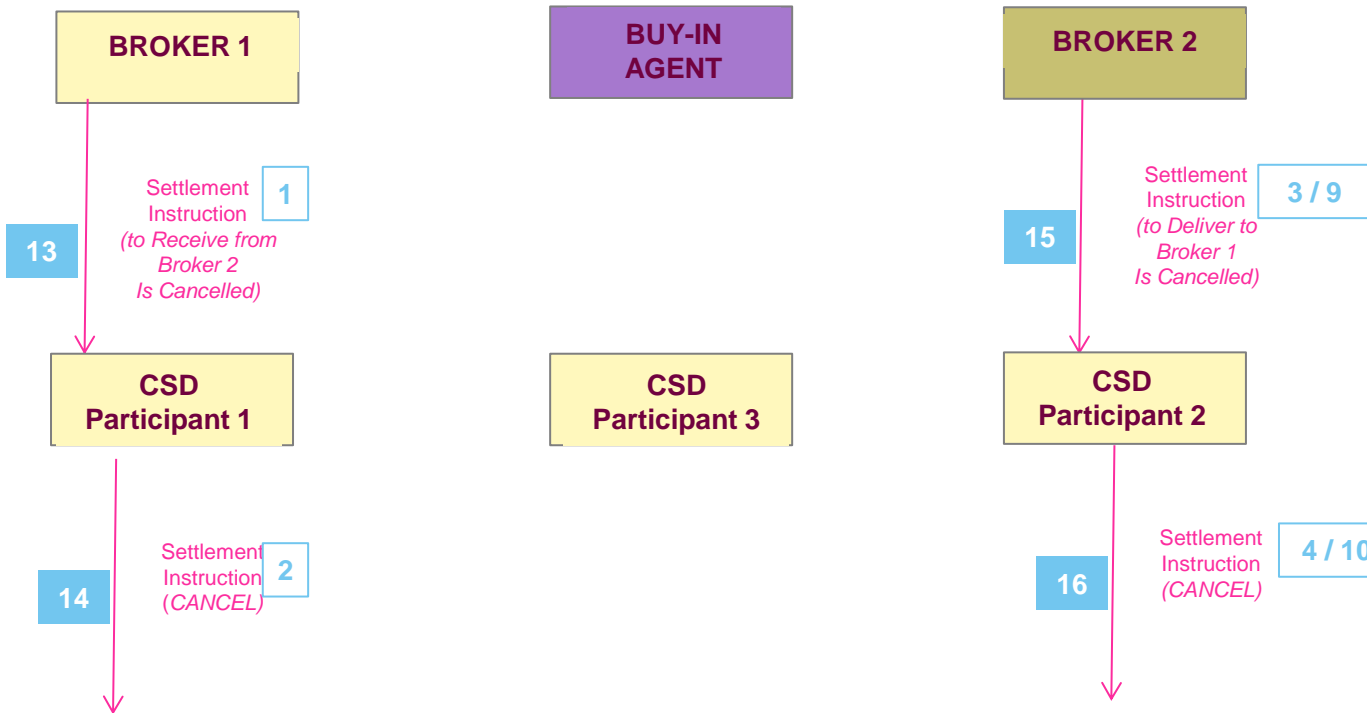 BROKER 1
BUY-IN
AGENT
BROKER 2
Settlement
Instruction
(to Receive from
Broker 2
Is Cancelled)
1
13
Settlement
Instruction
(to Deliver to
Broker 1
Is Cancelled)
3 / 9
15
CSD
Participant 1
CSD
Participant 3
CSD
Participant 2
Settlement
Instruction
(CANCEL)
2
14
Settlement
Instruction
(CANCEL)
4 / 10
16